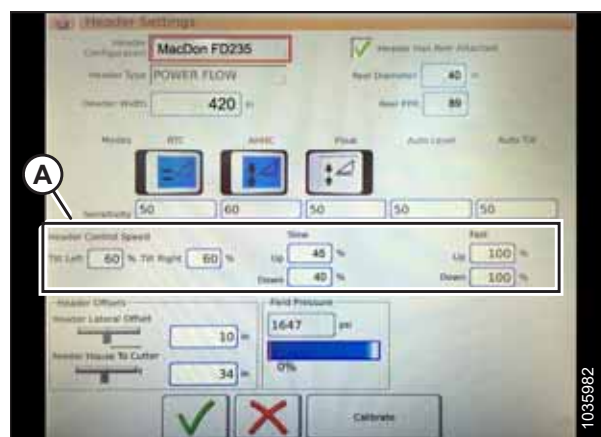 Header Settings
Header Configuration MacDon FD235 Header Has Reel Attached
Header Type POWER FLOW Reel Diameter 40 in
Header Width 420 in Reel PPR 89
Modes RTC AHHC Float Auto Level Auto Tilt
A
Sensitivity 50 60 50 50 50
Header Control Speed Slow Fast
Tilt Left 60 % Tilt Right 60 % Up 45 % Up 100 %
Down 40 % Down 100 %
Header Offsets Field Pressure
Header Lateral Offset 1647 psi
10 in
Feeder House To Cutter 0%
34 in
Calibrate
1035982